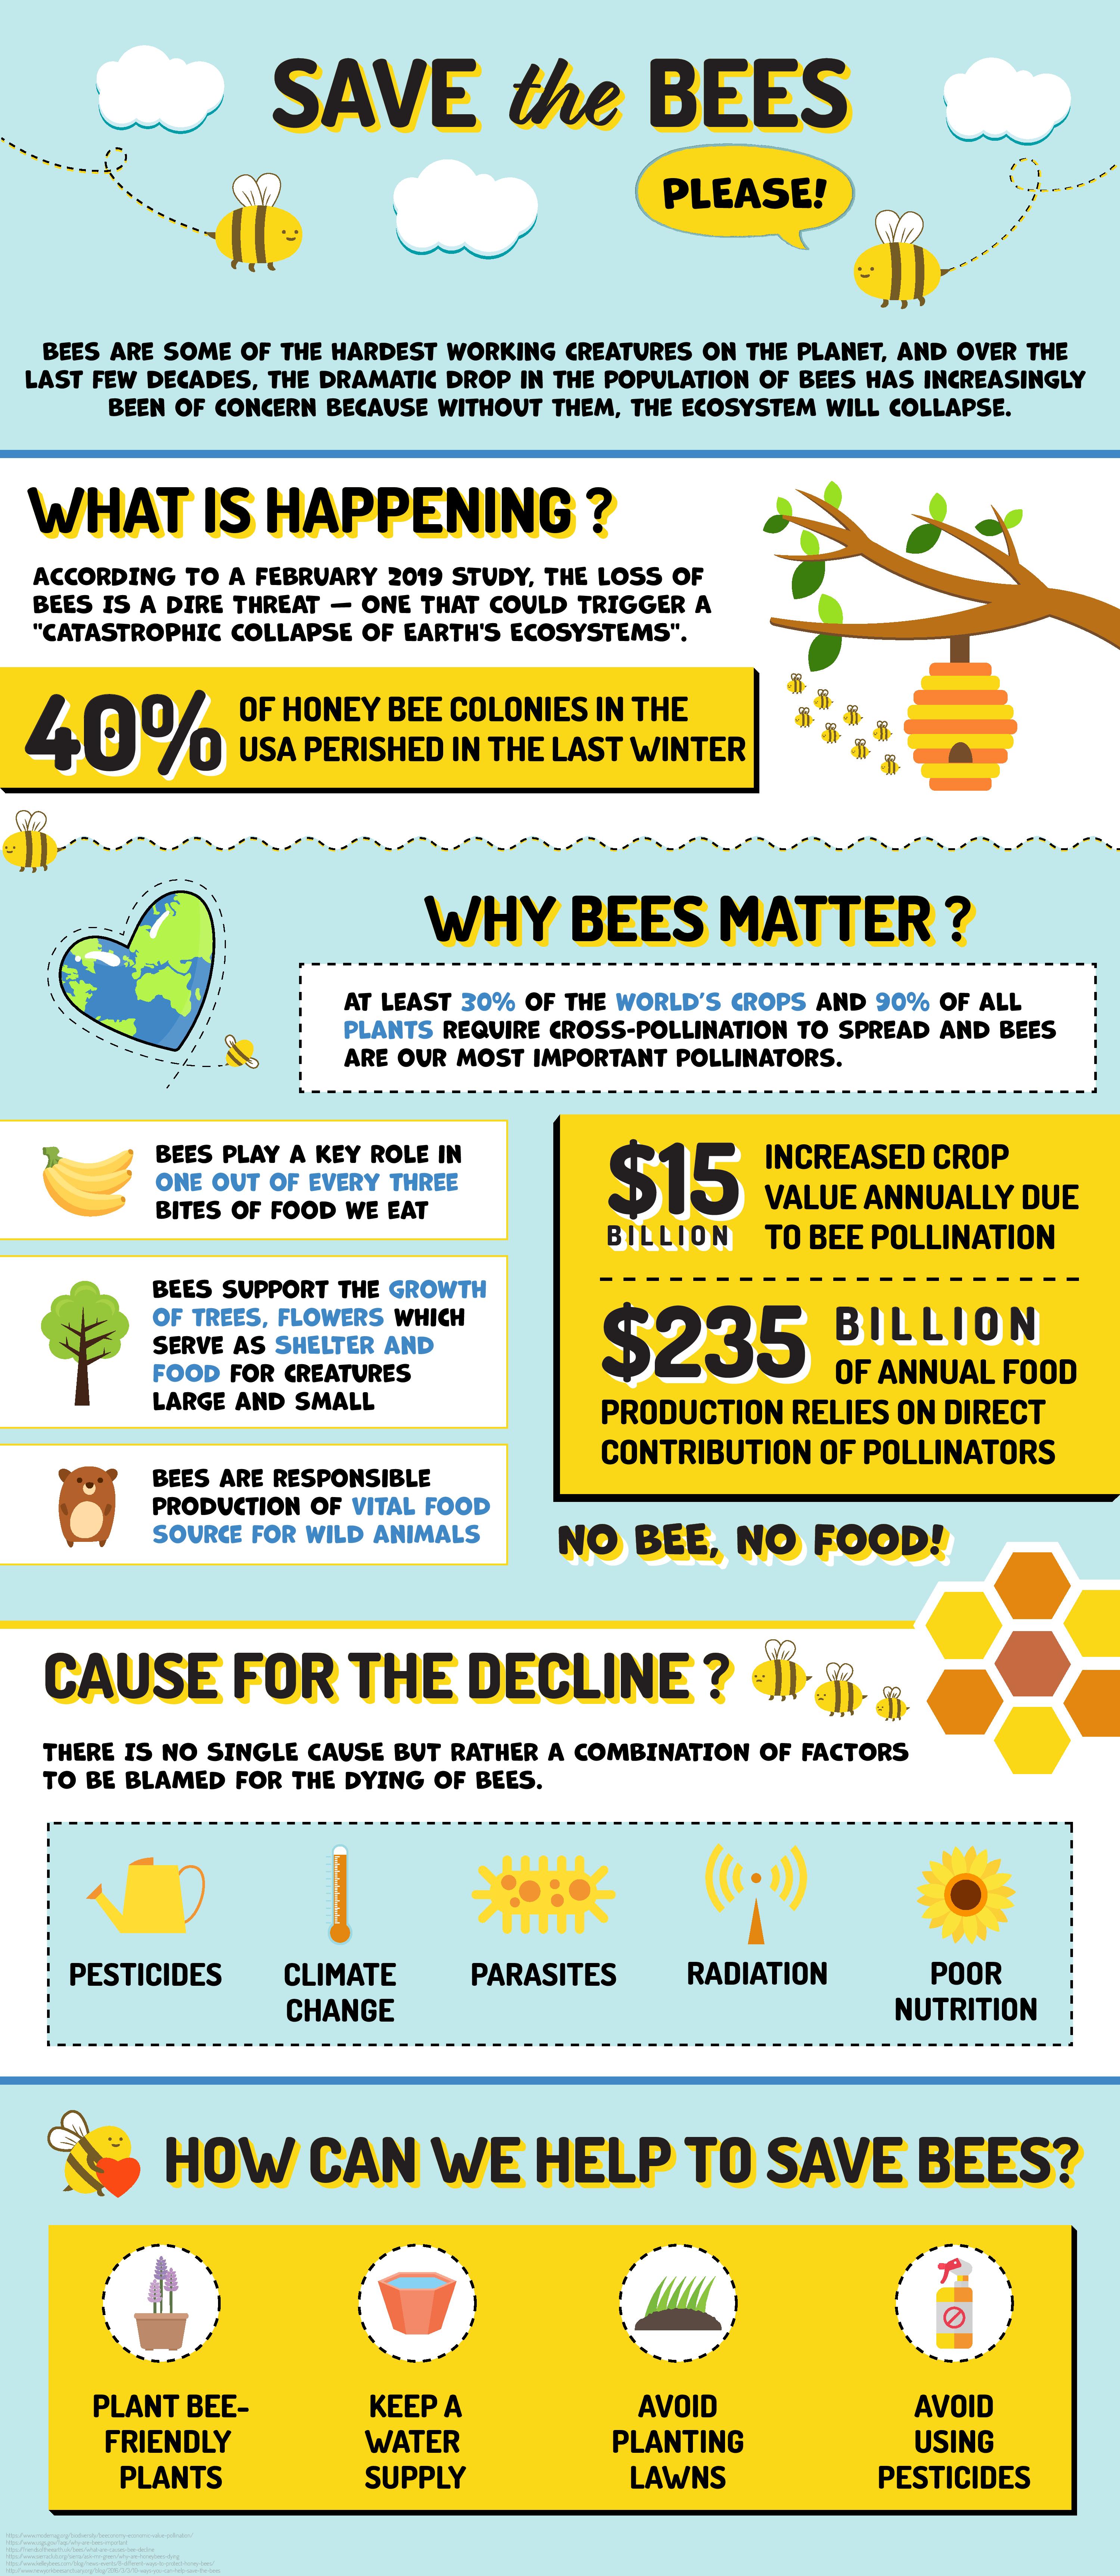 SAVE the BEES
PLEASE!
BEES ARE SOME OF THE HARDEST WORKING CREATURES ON THE PLANET, AND OVER THE
LAST FEW DECADES, THE DRAMATIC DROP IN THE POPULATION OF BEES HAS INCREASINGLY
BEEN OF CONCERN BECAUSE WITHOUT THEM, THE ECOSYSTEM WILL COLLAPSE.
WHAT IS HAPPENING ?
ACCORDING TO A FEBRUARY 2019 STUDY, THE LOSS OF
BEES IS A DIRE THREAT — ONE THAT COULD TRIGGER A
"CATASTROPHIC COLLAPSE OF EARTH'S ECOSYSTEMS".
40%
OF HONEY BEE COLONIES IN THE
USA PERISHED IN THE LAST WINTER
WHY BEES MATTER ?
AT LEAST 30% OF THE WORLD'S CROPS AND 90% OF ALL
PLANTS REQUIRE CROSS-POLLINATION TO SPREAD AND BEES
ARE OUR MOST IMPORTANT POLLINATORS.
BEES PLAY A KEY ROLE IN
ONE OUT OF EVERY THREE
BITES OF FOOD WE EAT
BEES SUPPORT THE GROWTH
OF TREES, FLOWERS WHICH
SERVE AS SHELTER AND
FOOD FOR CREATURES
LARGE AND SMALL
BEES ARE RESPONSIBLE
PRODUCTION OF VITAL FOOD
SOURCE FOR WILD ANIMALS
$15
BILLION
INCREASED CROP
VALUE ANNUALLY DUE
TO BEE POLLINATION
$235 BILLION
OF ANNUAL FOOD
PRODUCTION RELIES ON DIRECT
CONTRIBUTION OF POLLINATORS
NO BEE, NO FOOD!
CAUSE FOR THE DECLINE ?
THERE IS NO SINGLE CAUSE BUT RATHER A COMBINATION OF FACTORS
TO BE BLAMED FOR THE DYING OF BEES.
PESTICIDES
CLIMATE
CHANGE
PARASITES
RADIATION
POOR
NUTRITION
HOW CAN WE HELP TO SAVE BEES?
PLANT BEE-
FRIENDLY
PLANTS
KEEP A
WATER
SUPPLY
AVOID
PLANTING
LAWNS
AVOID
USING
PESTICIDES